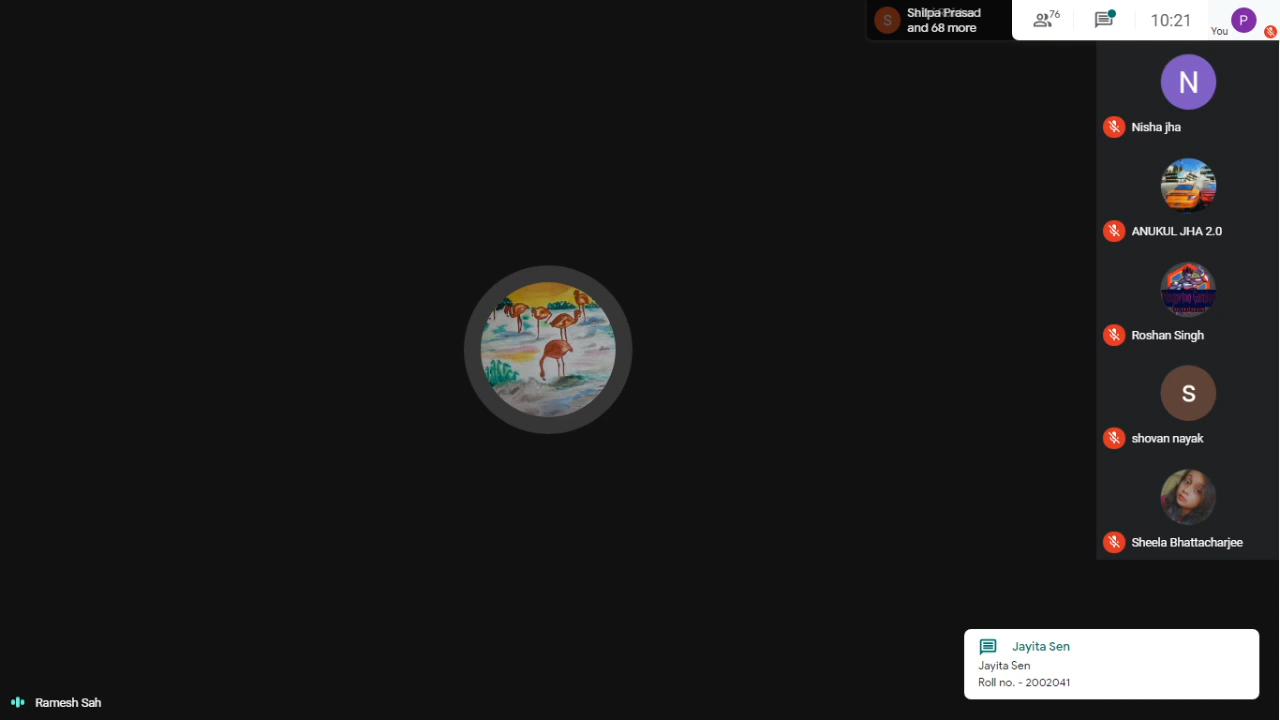 Shilpa Prasad
and 68 more
S
76
10:21
You
P
N
Nisha jha
ANUKUL JHA 2.0
Roshan Singh
s
shovan nayak
Sheela Bhattacharjee
Jayita Sen
Jayita Sen
Roll no. - 2002041
Ramesh Sah